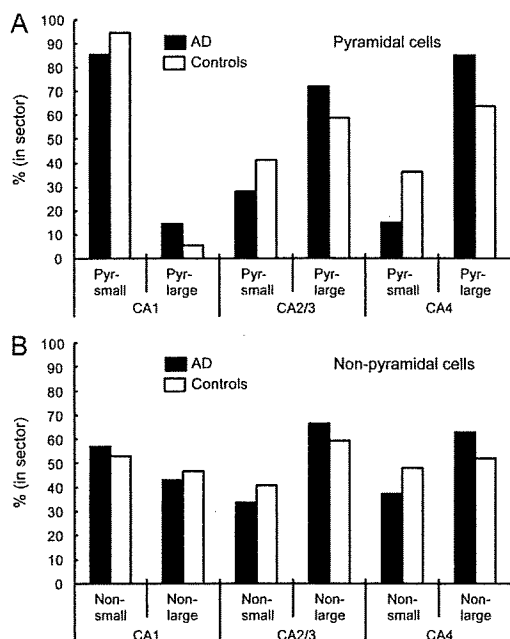 A
AD
Controls
Pyramidal cells
% (in sector)
100
90
80
70
60
50
40
30
20
10
0
Pyr-small Pyr-large Pyr-small Pyr-large Pyr-small Pyr-large
CA1 CA2/3 CA4
B
AD
Controls
Non-pyramidal cells
% (in sector)
100
90
80
70
60
50
40
30
20
10
0
Non-small Non-large Non-small Non-large Non-small Non-large
CA1 CA2/3 CA4